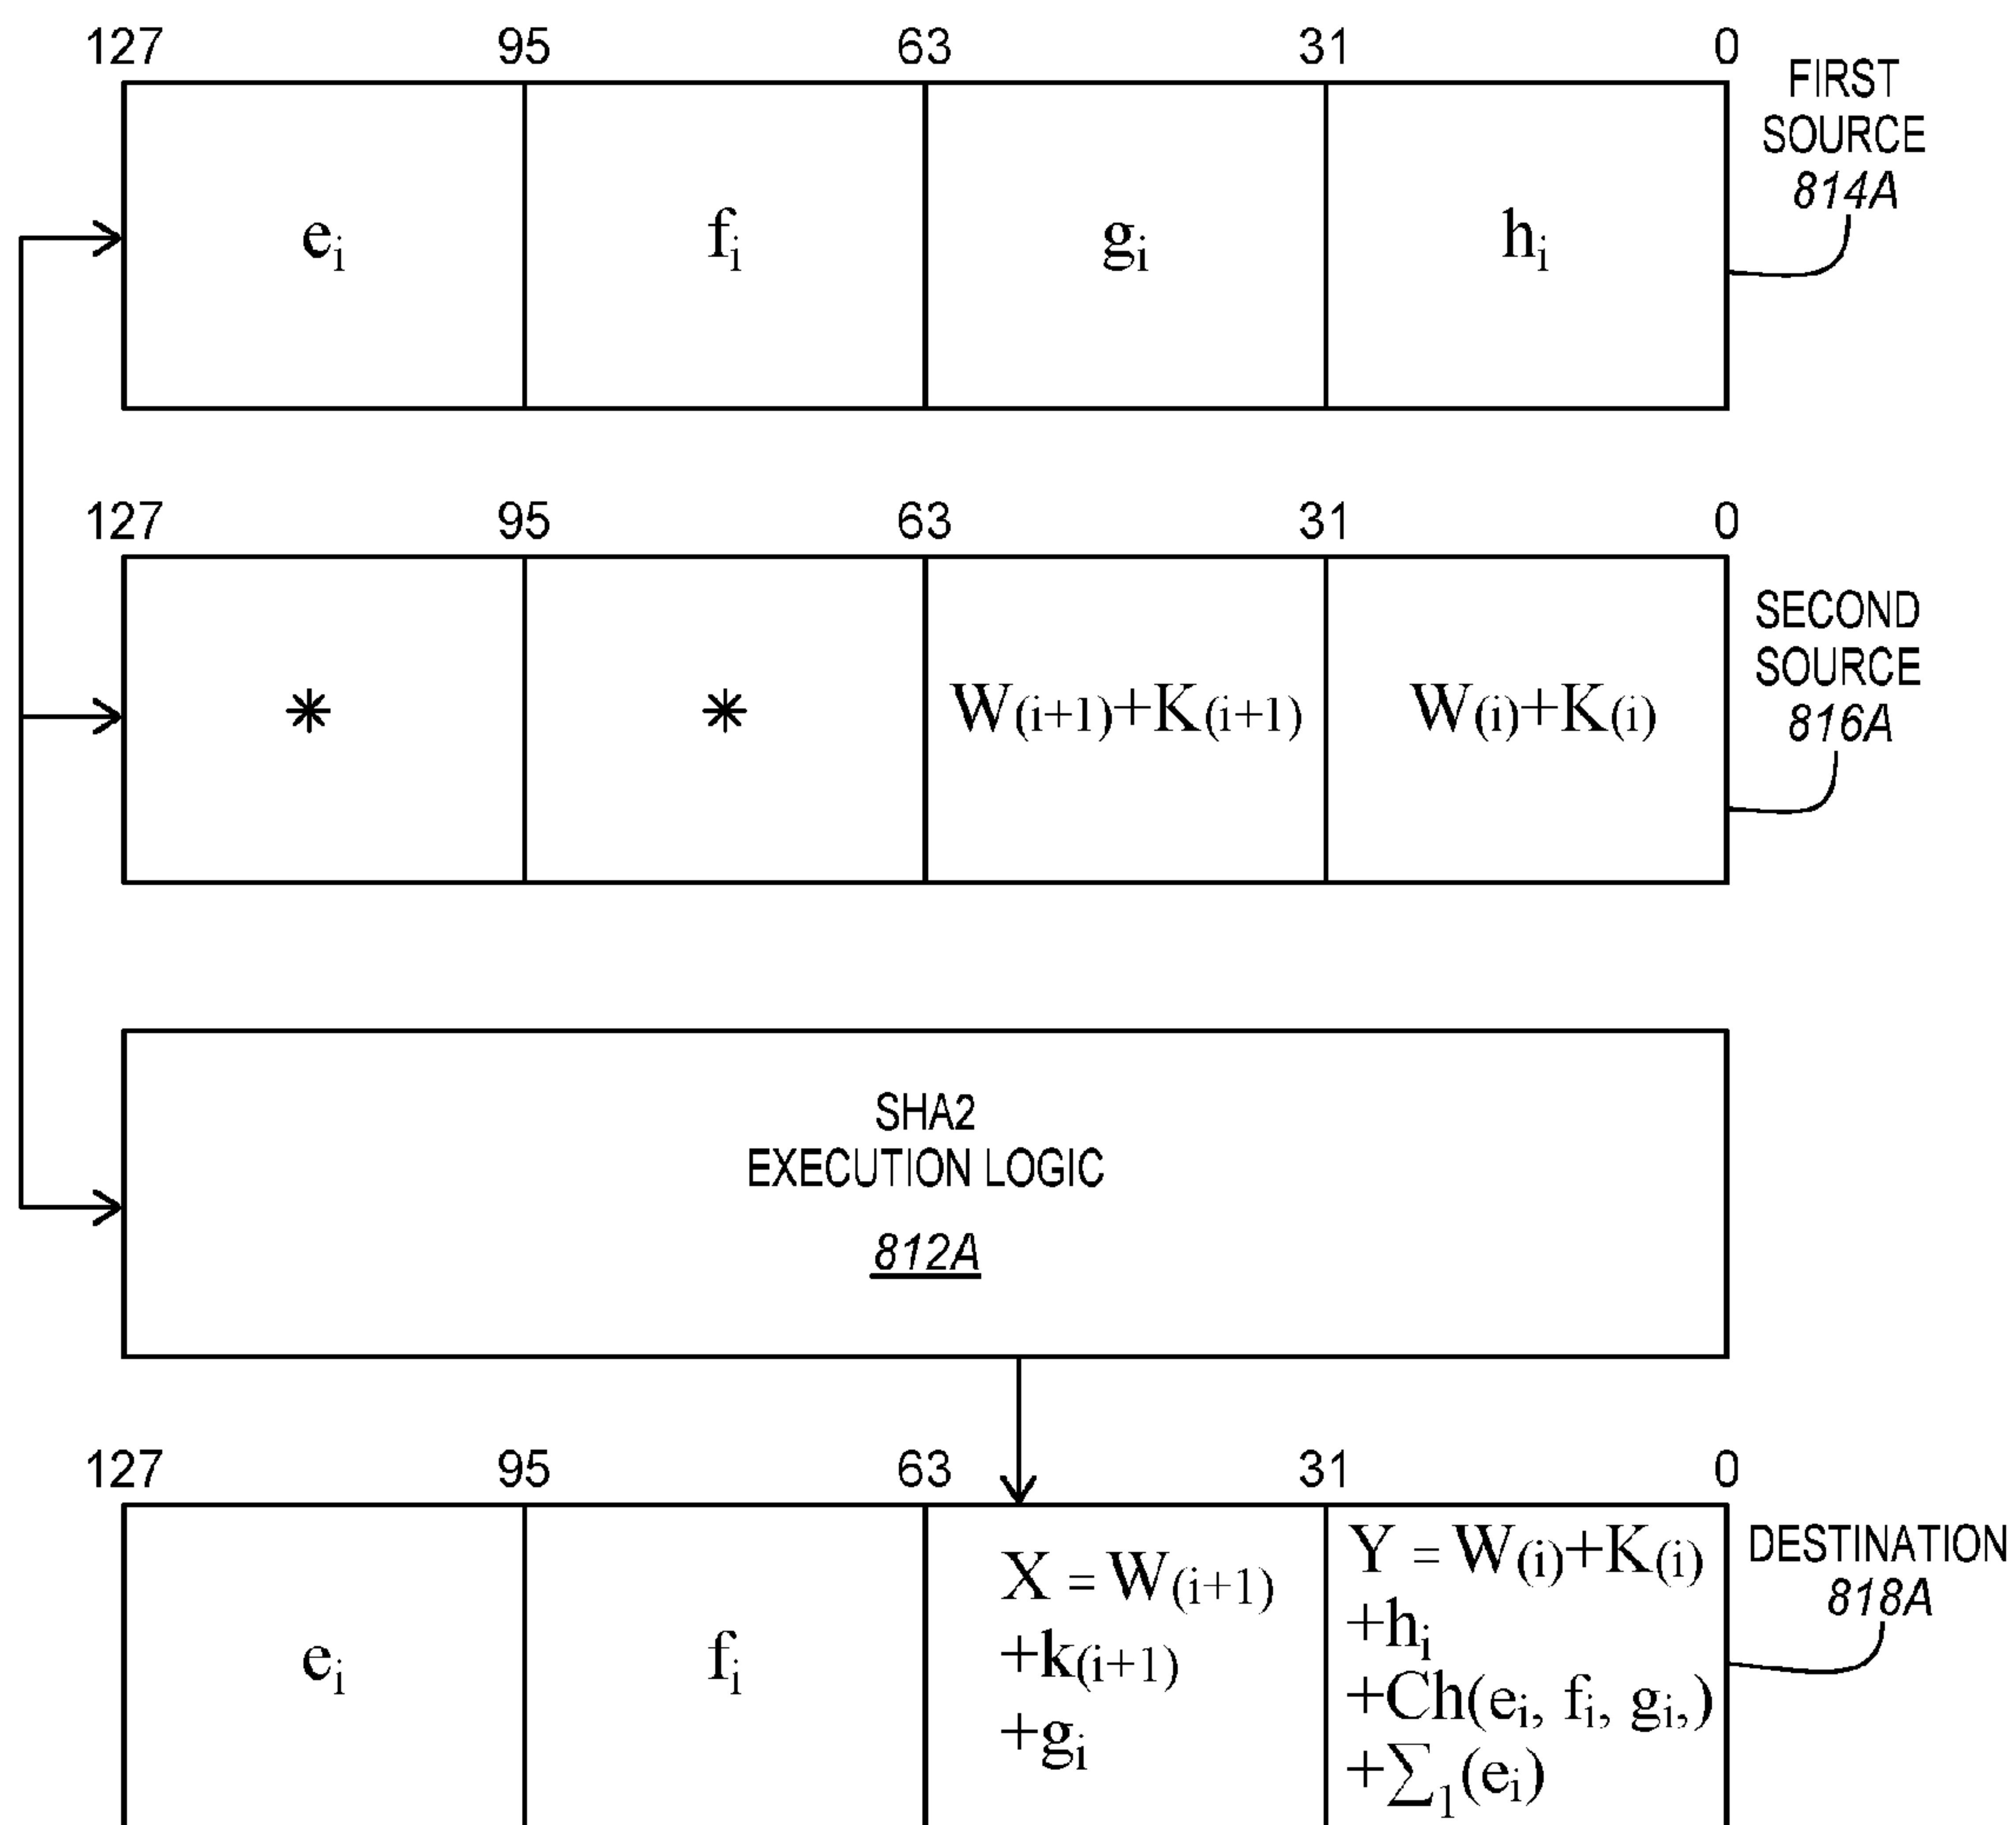 127 95 63 31 0
FIRST
SOURCE
814A
eᵢ fᵢ gᵢ hᵢ
127 95 63 31 0
SECOND
SOURCE
816A
* * W(i+1)+K(i+1) W(i)+K(i)
SHA2
EXECUTION LOGIC
812A
127 95 63 31 0
DESTINATION
818A
eᵢ fᵢ
X = W(i+1)
+k(i+1)
+gᵢ
Y = W(i)+K(i)
+hᵢ
+Ch(eᵢ, fᵢ, gᵢ,)
+∑₁(eᵢ)